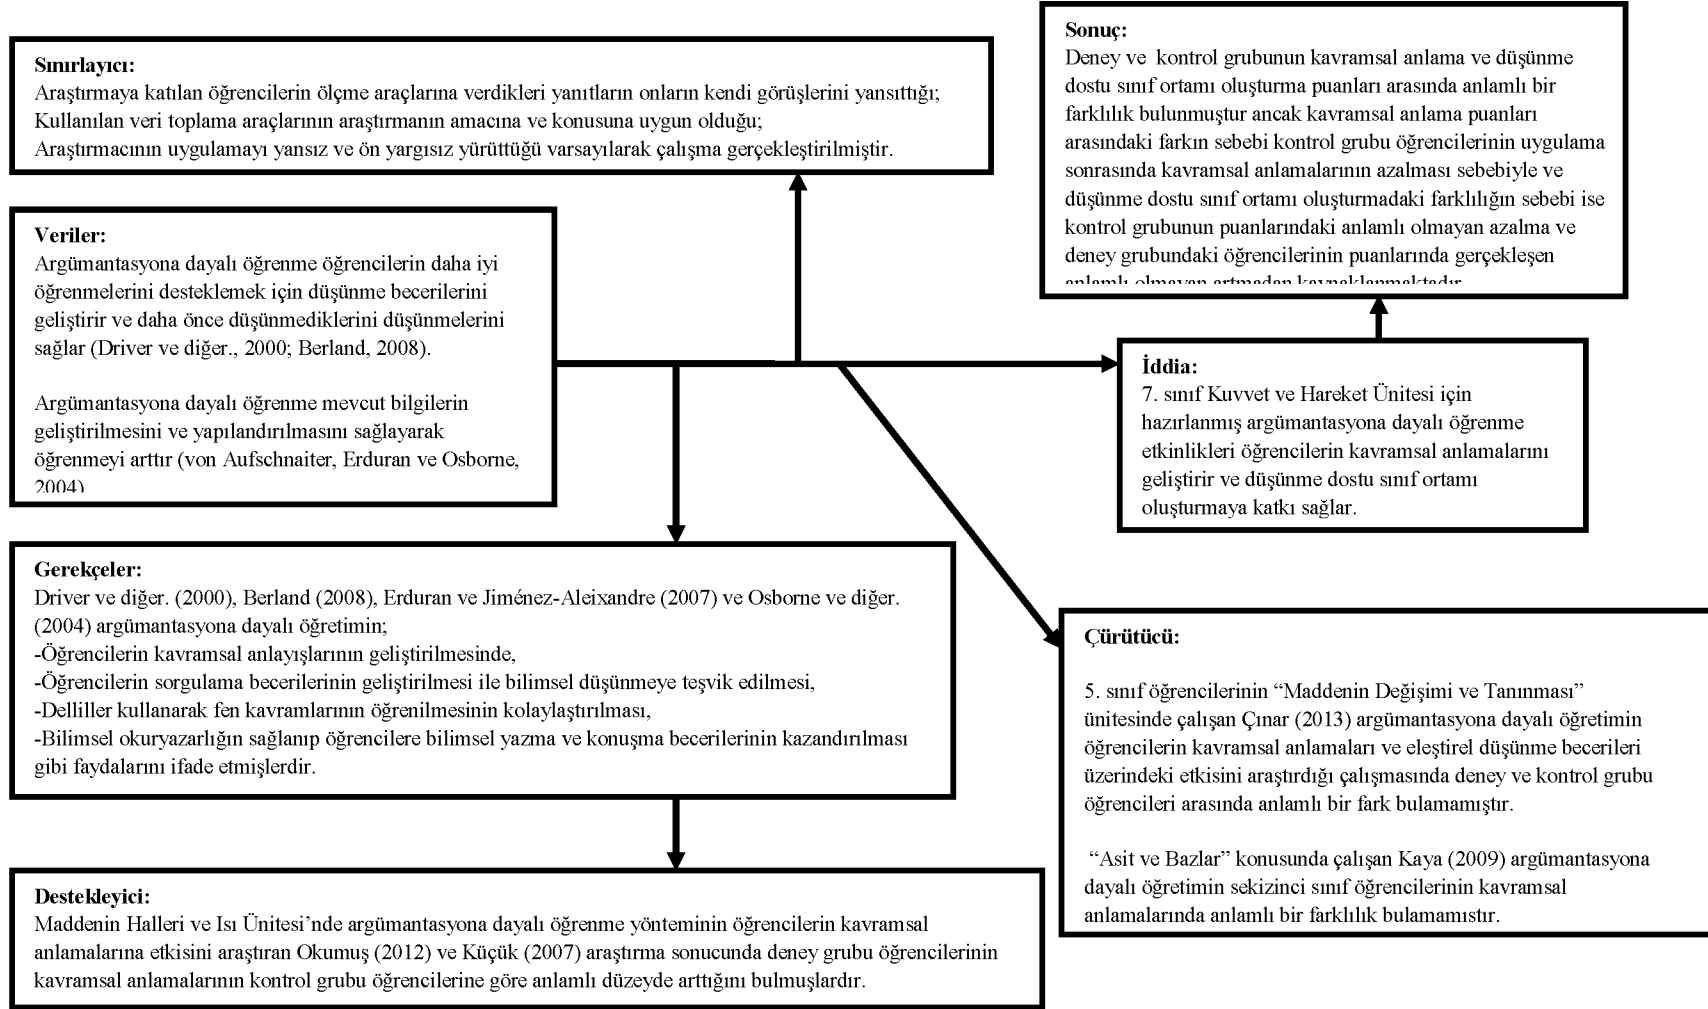 Sınırlayıcı:
Araştırmaya katılan öğrencilerin ölçme araçlarına verdikleri yanıtların onların kendi görüşlerini yansıttığı;
Kullanılan veri toplama araçlarının araştırmanın amacına ve konusuna uygun olduğu;
Araştırmacının uygulamayı yansız ve ön yargısız yürüttüğü varsayılarak çalışma gerçekleştirilmiştir.
Sonuç:
Deney ve kontrol grubunun kavramsal anlama ve düşünme
dostu sınıf ortamı oluşturma puanları arasında anlamlı bir
farklılık bulunmuştur ancak kavramsal anlama puanları
arasındaki farkın sebebi kontrol grubu öğrencilerinin uygulama
sonrasında kavramsal anlamalarının azalması sebebiyle ve
düşünme dostu sınıf ortamı oluşturmadaki farklılığın sebebi ise
kontrol grubunun puanlarındaki anlamlı olmayan azalma ve
deney grubundaki öğrencilerinin puanlarında gerçekleşen
anlamlı olmayan artmadan kaynaklanmaktadır.
Veriler:
Argümantasyona dayalı öğrenme öğrencilerin daha iyi
öğrenmelerini desteklemek için düşünme becerilerini
geliştirir ve daha önce düşünmediklerini düşünmelerini
sağlar (Driver ve diğer., 2000; Berland, 2008).
Argümantasyona dayalı öğrenme mevcut bilgilerin
geliştirilmesini ve yapılandırılmasını sağlayarak
öğrenmeyi arttır (von Aufschnaiter, Erduran ve Osborne,
2004)
İddia:
7. sınıf Kuvvet ve Hareket Ünitesi için
hazırlanmış argümantasyona dayalı öğrenme
etkinlikleri öğrencilerin kavramsal anlamalarını
geliştirir ve düşünme dostu sınıf ortamı
oluşturmaya katkı sağlar.
Gerekçeler:
Driver ve diğer. (2000), Berland (2008), Erduran ve Jiménez-Aleixandre (2007) ve Osborne ve diğer.
(2004) argümantasyona dayalı öğretimin;
-Öğrencilerin kavramsal anlayışlarının geliştirilmesinde,
-Öğrencilerin sorgulama becerilerinin geliştirilmesi ile bilimsel düşünmeye teşvik edilmesi,
-Delliller kullanarak fen kavramlarının öğrenilmesinin kolaylaştırılması,
-Bilimsel okuryazarlığın sağlanıp öğrencilere bilimsel yazma ve konuşma becerilerinin kazandırılması
gibi faydalarını ifade etmişlerdir.
Çürütücü:
5. sınıf öğrencilerinin “Maddenin Değişimi ve Tanınması”
ünitesinde çalışan Çınar (2013) argümantasyona dayalı öğretimin
öğrencilerin kavramsal anlamaları ve eleştirel düşünme becerileri
üzerindeki etkisini araştırdığı çalışmasında deney ve kontrol grubu
öğrencileri arasında anlamlı bir fark bulamamıştır.
“Asit ve Bazlar” konusunda çalışan Kaya (2009) argümantasyona
dayalı öğretimin sekizinci sınıf öğrencilerinin kavramsal
anlamalarında anlamlı bir farklılık bulamamıstır.
Destekleyici:
Maddenin Halleri ve Isı Ünitesi’nde argümantasyona dayalı öğrenme yönteminin öğrencilerin kavramsal
anlamalarına etkisini araştıran Okumuş (2012) ve Küçük (2007) araştırma sonucunda deney grubu öğrencilerinin
kavramsal anlamalarının kontrol grubu öğrencilerine göre anlamlı düzeyde arttığını bulmuşlardır.